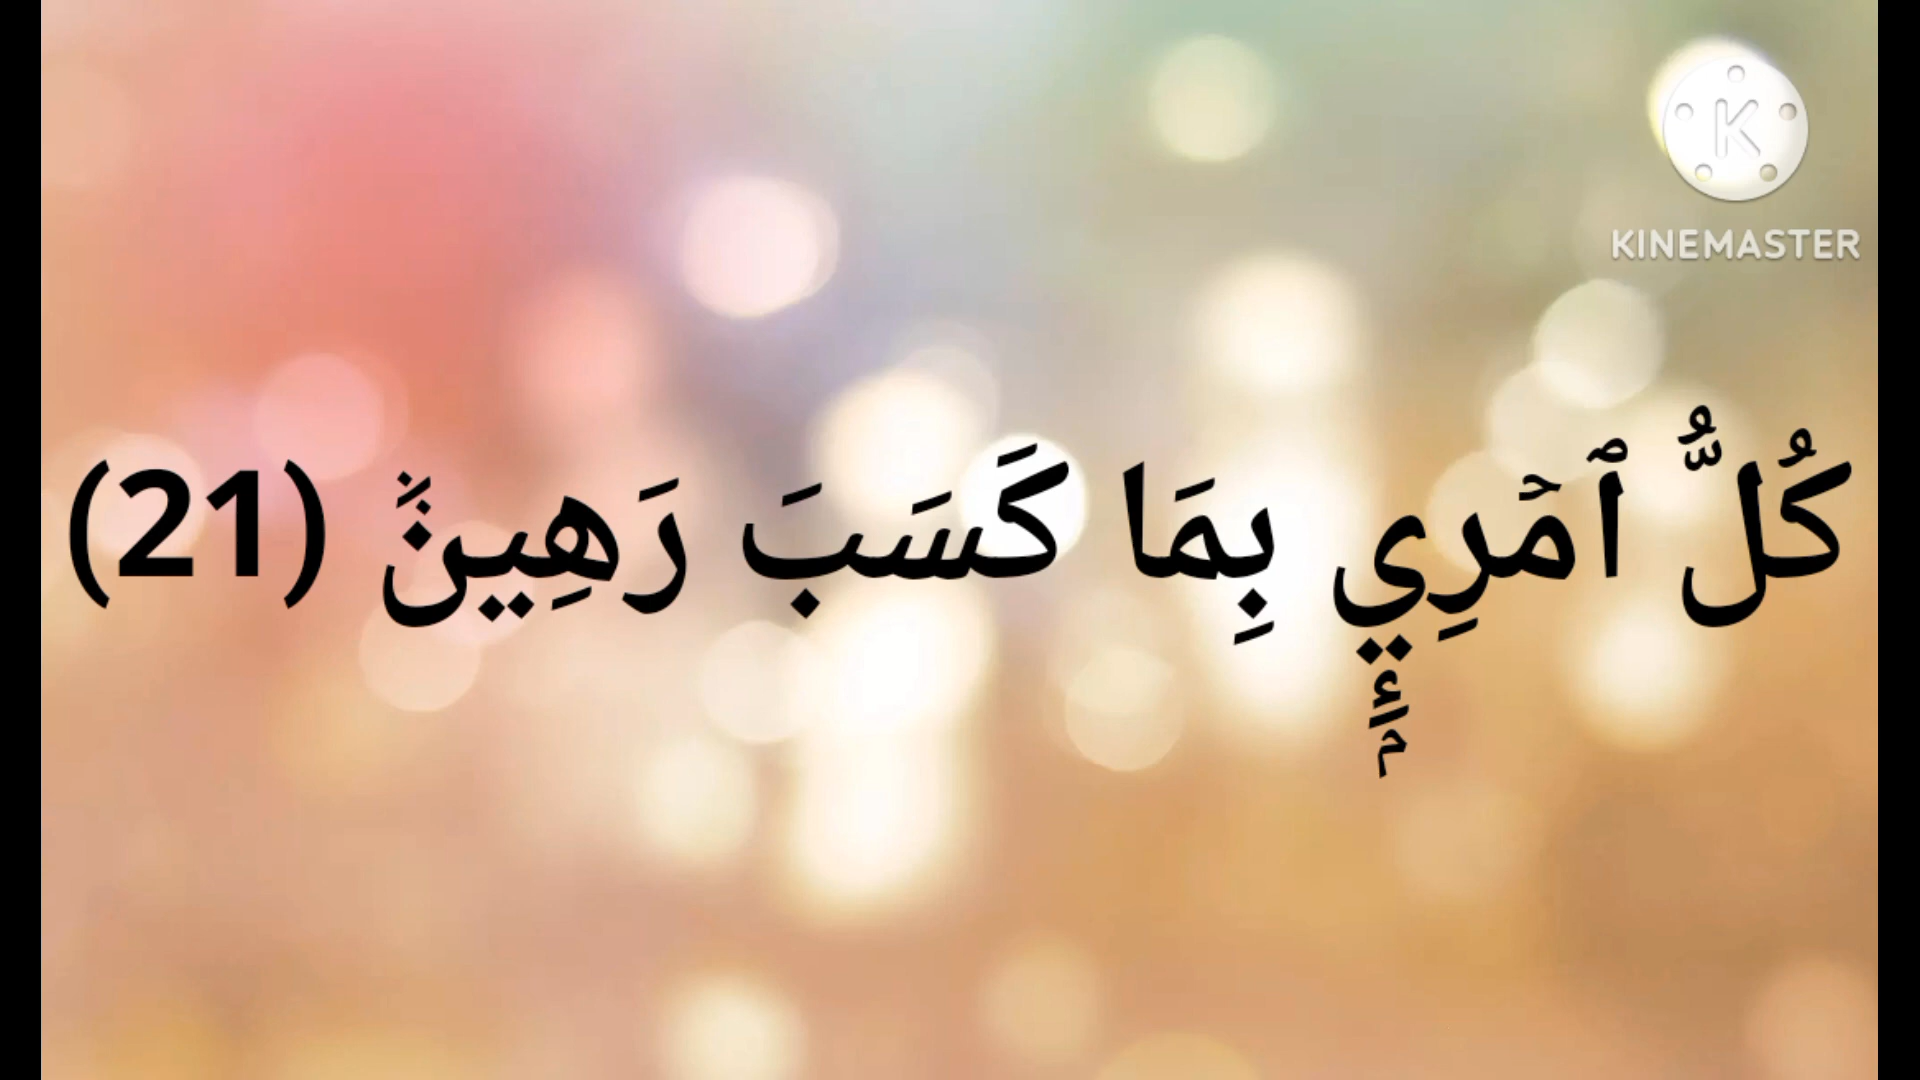 KINEMASTER
كُلُّ ٱمۡرِيِٕۭ بِمَا كَسَبَ رَهِينٞ (21)